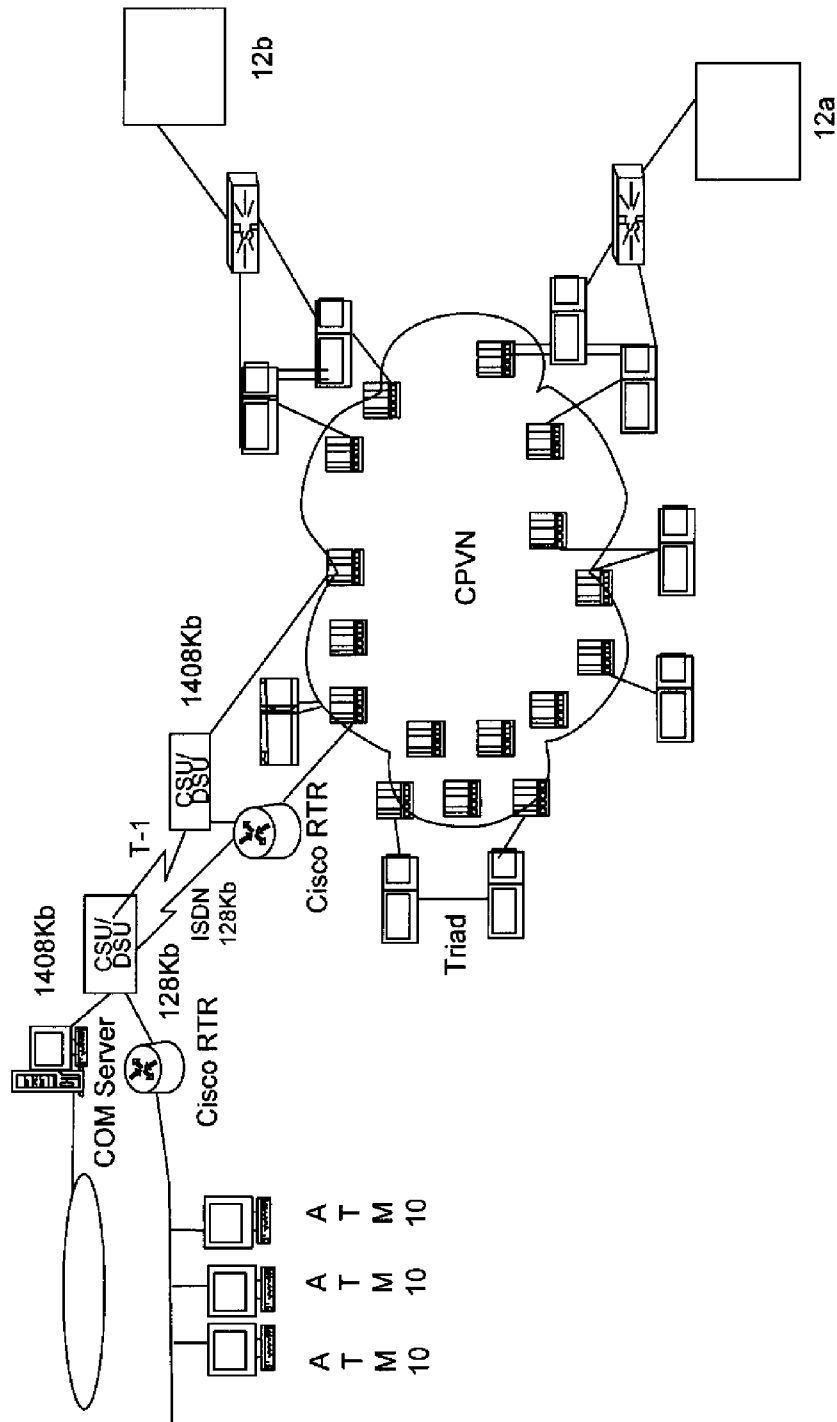 COM Server
1408Kb
CSU/
DSU
T-1
CSU/
DSU
1408Kb
Cisco RTR
128Kb
ISDN
128Kb
Cisco RTR
A
T
M
10
A
T
M
10
A
T
M
10
Triad
CPVN
12b
12a